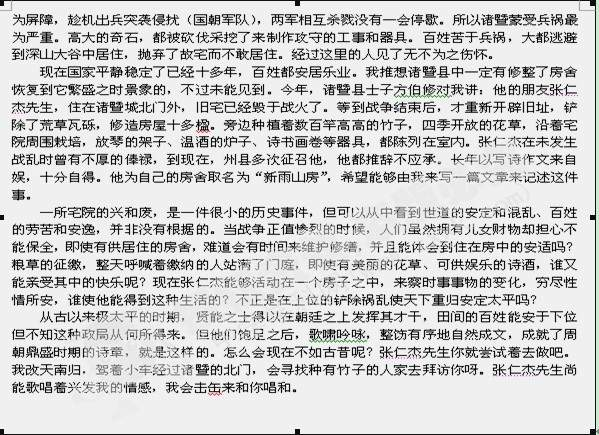 为屏障，趁机出兵突袭侵扰（国朝军队），两军相互杀戮没有一会停歇。所以诸暨蒙受兵祸最
为严重。高大的奇石，都被砍伐采挖了来制作攻守的工事和器具。百姓苦于兵祸，大都逃避
到深山大谷中居住，抛弃了故宅而不敢居住。经过这里的人见了无不为之伤怀。
现在国家平静稳定了已经十多年，百姓都安居乐业。我推想诸暨县中一定有修整了房舍
恢复到它繁盛之时景象的，不过未能见到。今年，诸暨县士子方伯修对我讲：他的朋友张仁
杰先生，住在诸暨城北门外，旧宅已经毁于战火了。等到战争结束后，才重新开辟旧址，铲
除了荒草瓦砾，修造房屋十多楹。旁边种植着数百竿高高的竹子，四季开放的花草，沿着宅
院周围栽培，放琴的架子、温酒的炉子、诗书画卷等器具，都陈列在室内。张仁杰在未发生
战乱时曾有不厚的俸禄，到现在，州县多次征召他，他都推辞不应承。长年以写诗作文来自
娱，十分自得。他为自己的房舍取名为“新雨山房”，希望能够由我来写一篇文章来记述这件
事。
一所宅院的兴和废，是一件很小的历史事件，但可以从中看到世道的安定和混乱、百姓
的劳苦和安逸，并非没有根据的。当战争正值惨烈的时候，人们虽然拥有儿女财物却担心不
能保全，即使有供居住的房舍，难道会有时间来维护修缮，并且能体会到住在房中的安适吗？
粮草的征缴，整天呼喊着缴纳的人站满了门庭，即使有美丽的花草、可供娱乐的诗酒，谁又
能亲受其中的快乐呢？现在张仁杰能够活动在一个房子之中，来察时事事物的变化，穷尽性
情所安，谁使他能得到这种生活的？不正是在上位的铲除祸乱使天下重归安定太平吗？
从古以来极太平的时期，贤能之士得以在朝廷之上发挥其才干，田间的百姓能安于下位
但不知这种政局从何所得来。但他们饱足之后，歌啸吟咏，整饬有序地自然成文，成就了周
朝鼎盛时期的诗章，就是这样的。怎么会现在不如古昔呢？张仁杰先生你就尝试着去做吧。
我改天南归，驾着小车经过诸暨的北门，会寻找种有竹子的人家去拜访你呀。张仁杰先生尚
能歌唱着兴发我的情感，我会击缶来和你唱和。